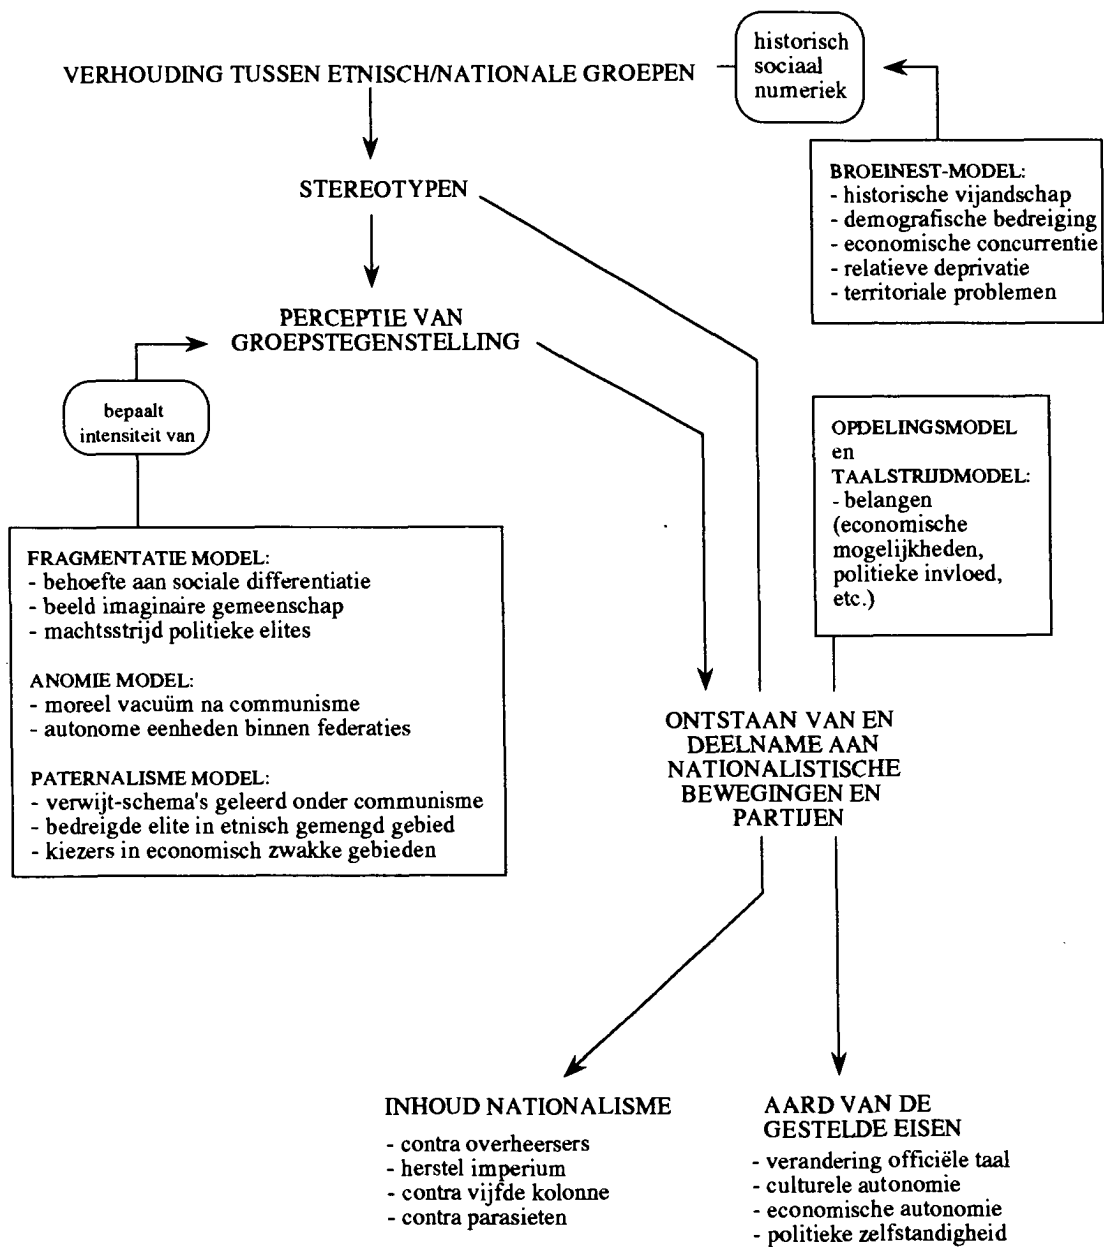 historisch
sociaal
numeriek
VERHOUDING TUSSEN ETNISCH/NATIONALE GROEPEN
BROEINEST-MODEL:
- historische vijandschap
- demografische bedreiging
- economische concurrentie
- relatieve deprivatie
- territoriale problemen
STEREOTYPEN
PERCEPTIE VAN
GROEPSTEGENSTELLING
bepaalt
intensiteit van
OPDELINGSMODEL
en
TAALSTRIJDMODEL:
- belangen
(economische
mogelijkheden,
politieke invloed,
etc.)
FRAGMENTATIE MODEL:
- behoefte aan sociale differentiatie
- beeld imaginaire gemeenschap
- machtsstrijd politieke elites
ANOMIE MODEL:
- moreel vacuüm na communisme
- autonome eenheden binnen federaties
PATERNALISME MODEL:
- verwijt-schema's geleerd onder communisme
- bedreigde elite in etnisch gemengd gebied
- kiezers in economisch zwakke gebieden
ONTSTAAN VAN EN
DEELNAME AAN
NATIONALISTISCHE
BEWEGINGEN EN
PARTIJEN
INHOUD NATIONALISME
- contra overheersers
- herstel imperium
- contra vijfde kolonne
- contra parasieten
AARD VAN DE
GESTELDE EISEN
- verandering officiële taal
- culturele autonomie
- economische autonomie
- politieke zelfstandigheid